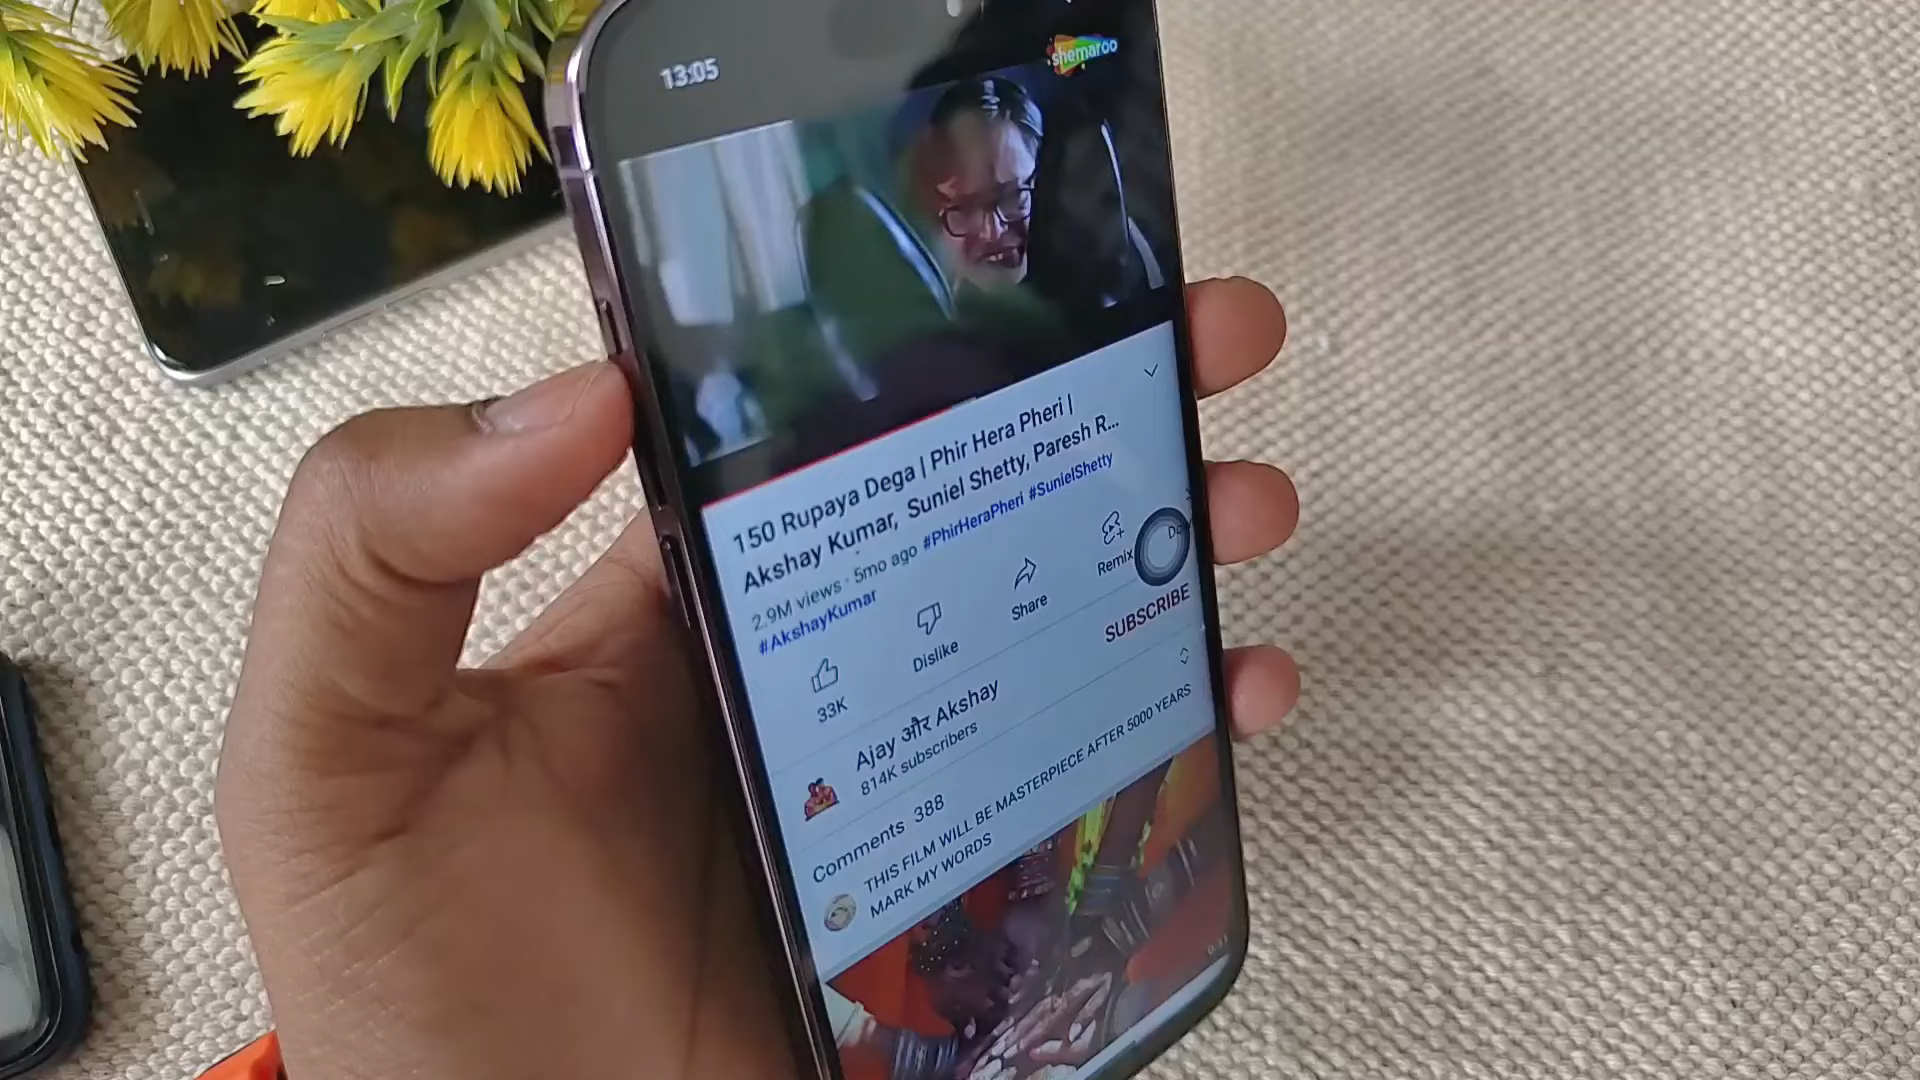 13:05
shemaroo
150 Rupaya Dega | Phir Hera Pheri |
Akshay Kumar, Suniel Shetty, Paresh R...
2.9M views · 5mo ago #PhirHeraPheri #SunielShetty
#AkshayKumar
33K
Dislike
Share
Remix
Do
Ajay और Akshay
814K subscribers
SUBSCRIBE
Comments 388
THIS FILM WILL BE MASTERPIECE AFTER 5000 YEARS
MARK MY WORDS